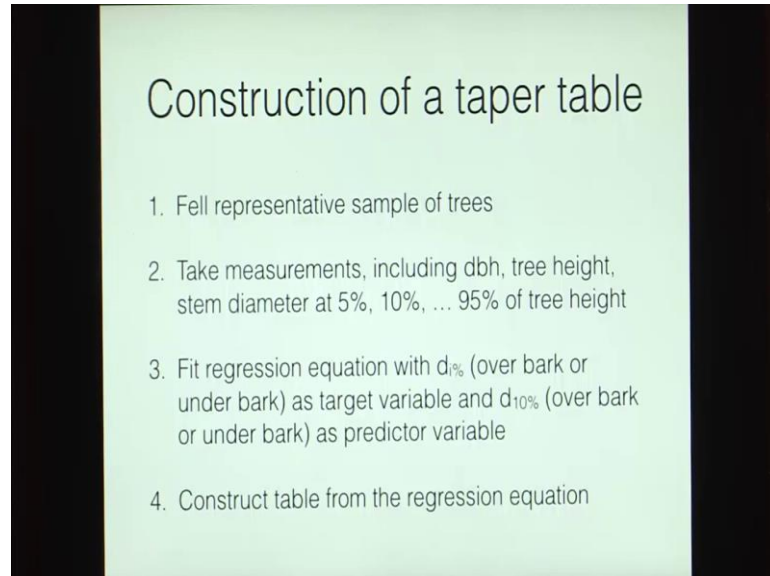 Construction of a taper table
1. Fell representative sample of trees
2. Take measurements, including dbh, tree height,
stem diameter at 5%, 10%, ... 95% of tree height
3. Fit regression equation with di% (over bark or
under bark) as target variable and d10% (over bark
or under bark) as predictor variable
4. Construct table from the regression equation